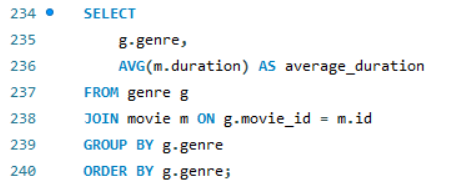 234 SELECT
235 g.genre,
236 AVG(m.duration) AS average_duration
237 FROM genre g
238 JOIN movie m ON g.movie_id = m.id
239 GROUP BY g.genre
240 ORDER BY g.genre;